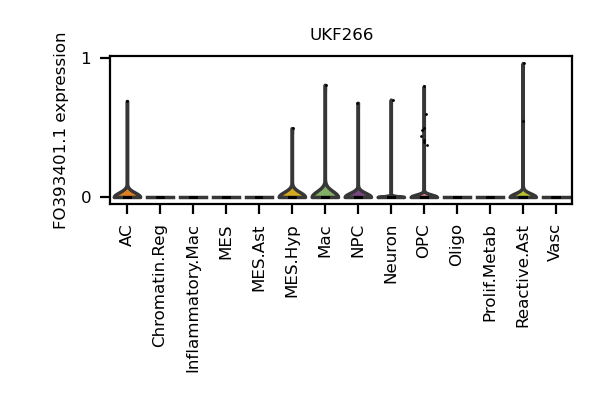 UKF266
FO393401.1 expression
1
0
AC
Chromatin.Reg
Inflammatory.Mac
MES
MES.Ast
MES.Hyp
Mac
NPC
Neuron
OPC
Oligo
Prolif.Metab
Reactive.Ast
Vasc